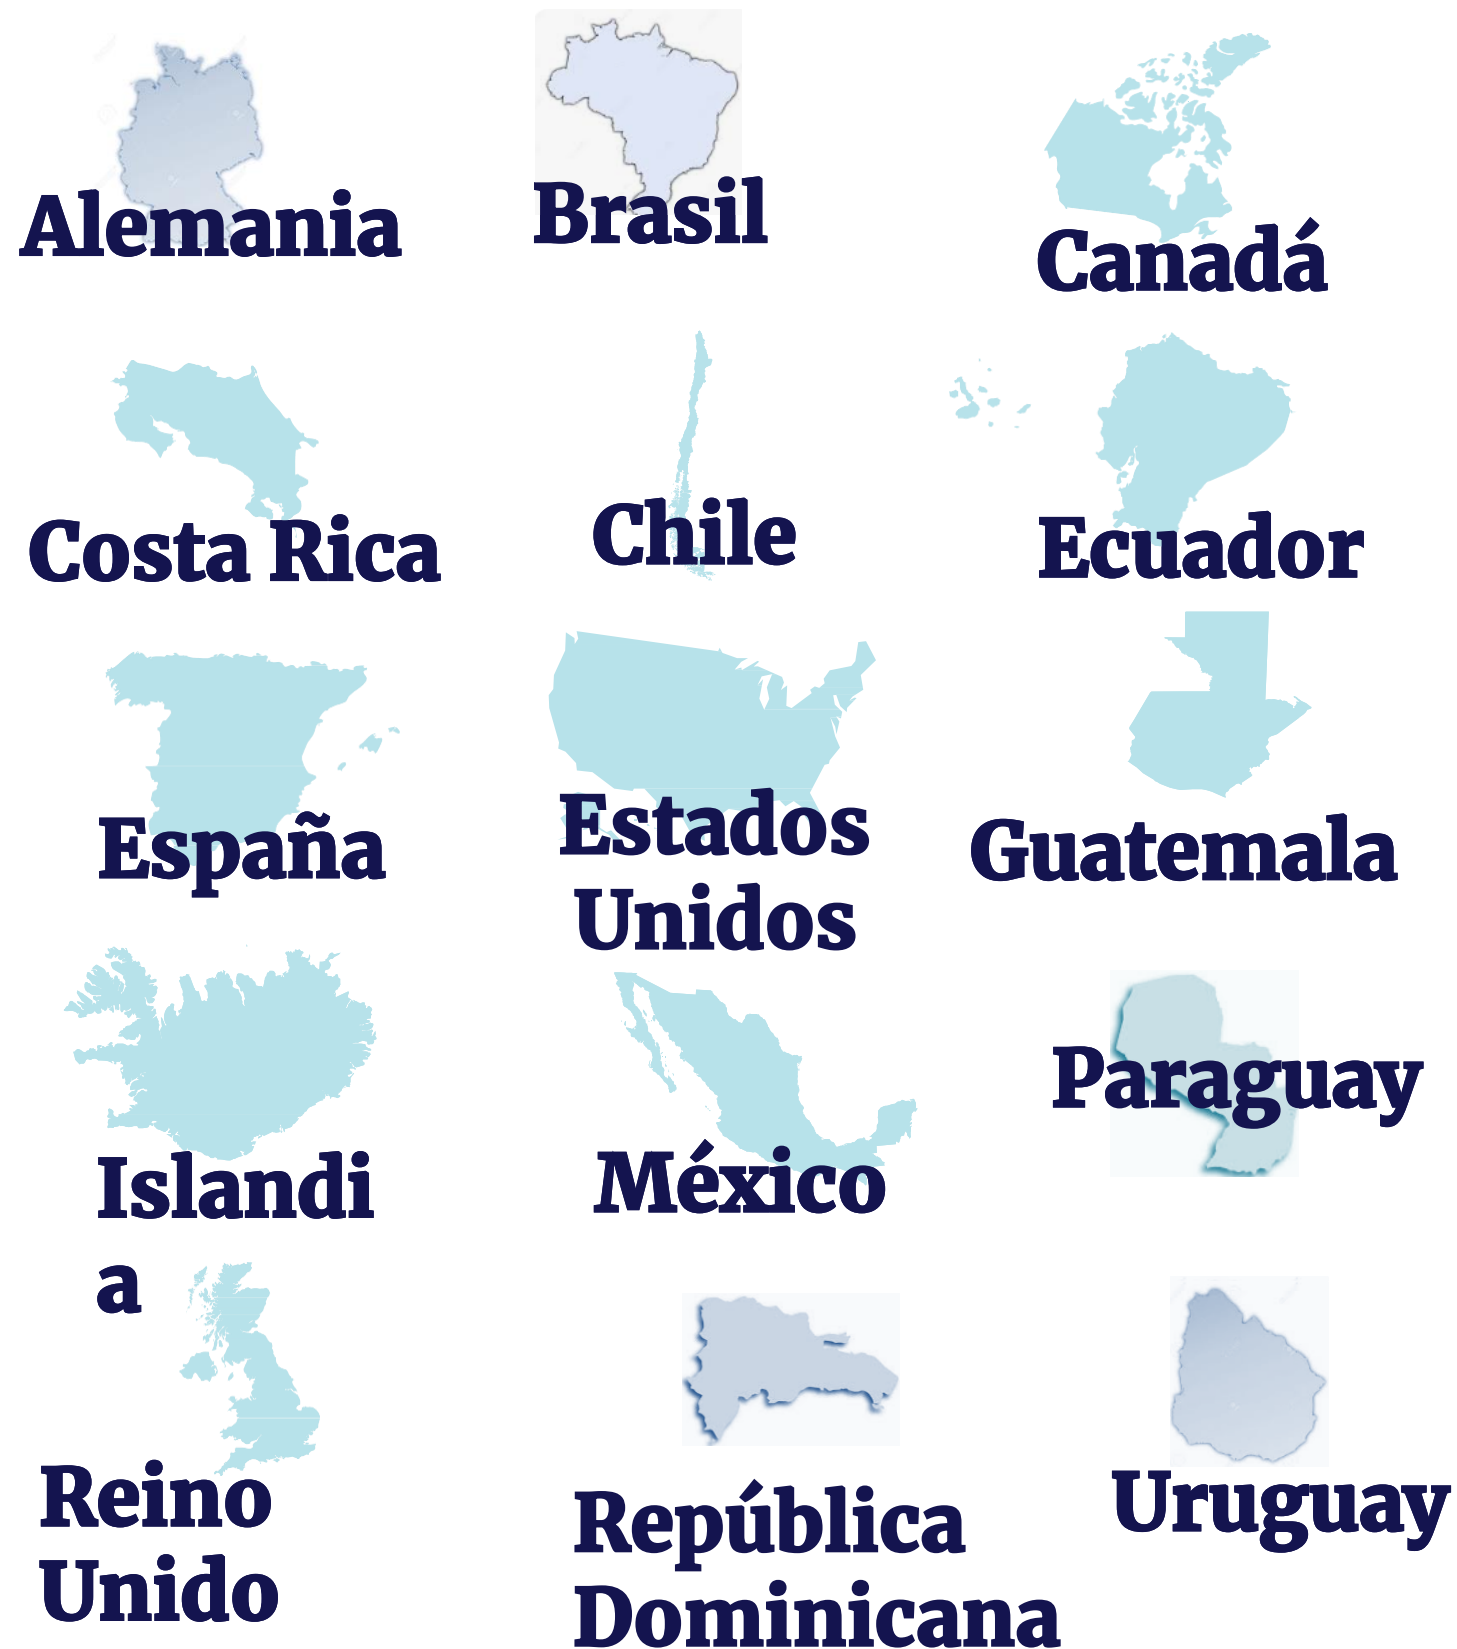 Alemania
Brasil
Canadá
Costa Rica
Chile
Ecuador
España
Estados
Unidos
Guatemala
Islandi
a
México
Paraguay
Reino
Unido
República
Dominicana
Uruguay